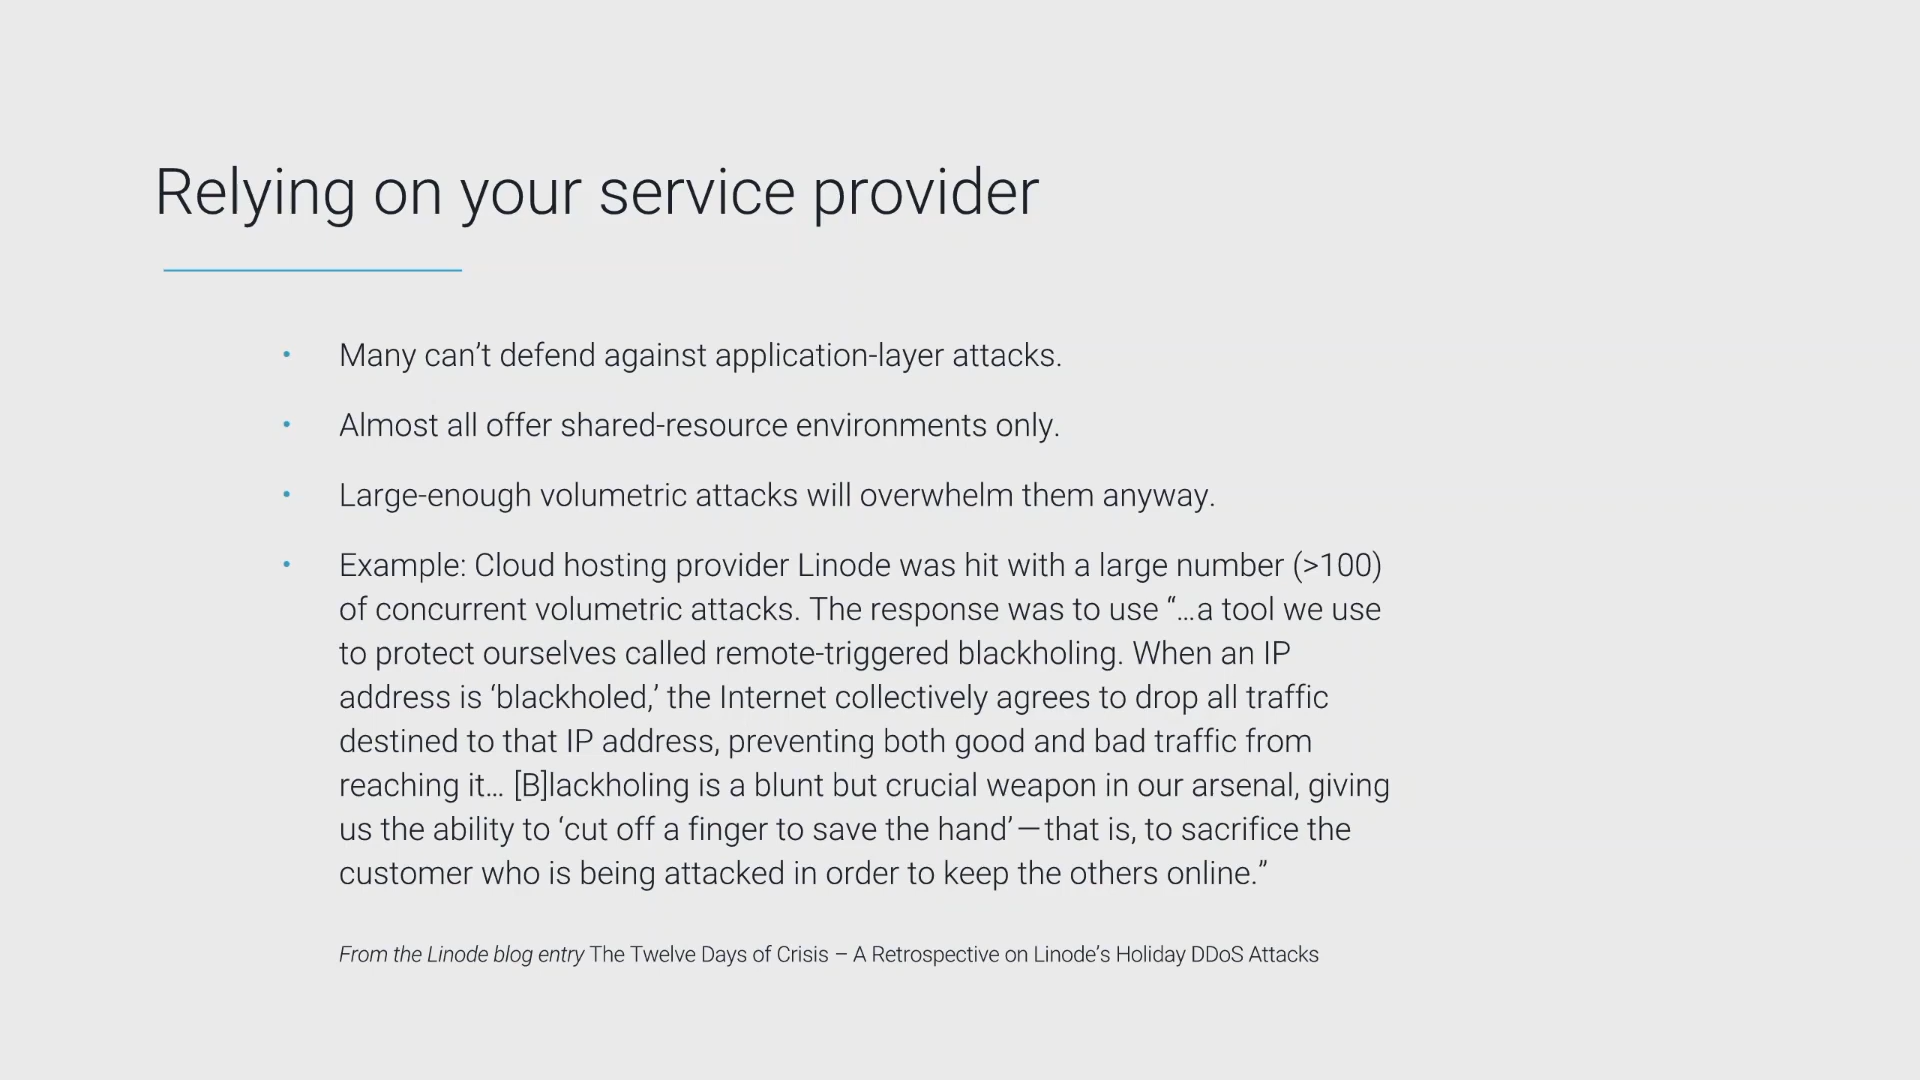 Relying on your service provider
• Many can’t defend against application-layer attacks.
• Almost all offer shared-resource environments only.
• Large-enough volumetric attacks will overwhelm them anyway.
• Example: Cloud hosting provider Linode was hit with a large number (>100)
of concurrent volumetric attacks. The response was to use “…a tool we use
to protect ourselves called remote-triggered blackholing. When an IP
address is ‘blackholed,’ the Internet collectively agrees to drop all traffic
destined to that IP address, preventing both good and bad traffic from
reaching it… [B]lackholing is a blunt but crucial weapon in our arsenal, giving
us the ability to ‘cut off a finger to save the hand’ — that is, to sacrifice the
customer who is being attacked in order to keep the others online.”
From the Linode blog entry The Twelve Days of Crisis – A Retrospective on Linode’s Holiday DDoS Attacks